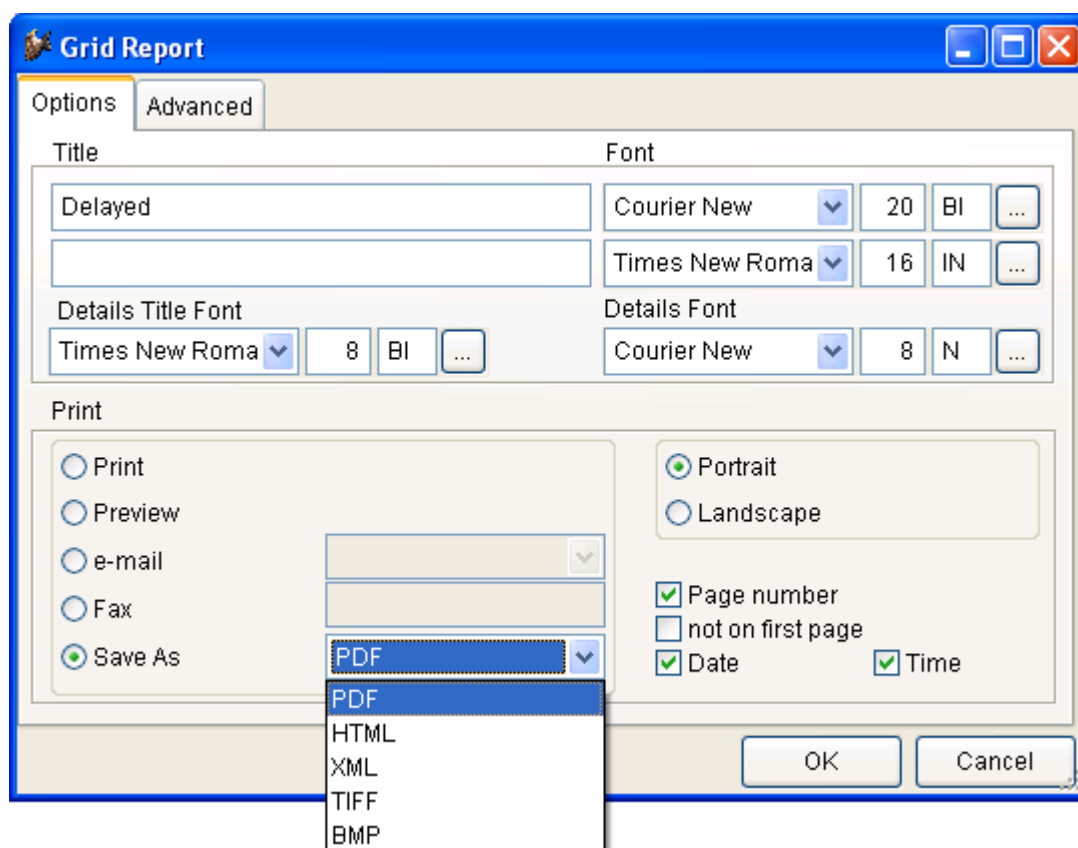 Grid Report
Options Advanced
Title Font
Delayed Courier New 20 BI ...
Times New Roma 16 IN ...
Details Title Font Details Font
Times New Roma 8 BI ... Courier New 8 N ...
Print
Print Portrait
Preview Landscape
e-mail
Fax Page number
not on first page
Save As PDF Date Time
PDF
HTML
XML OK Cancel
TIFF
BMP